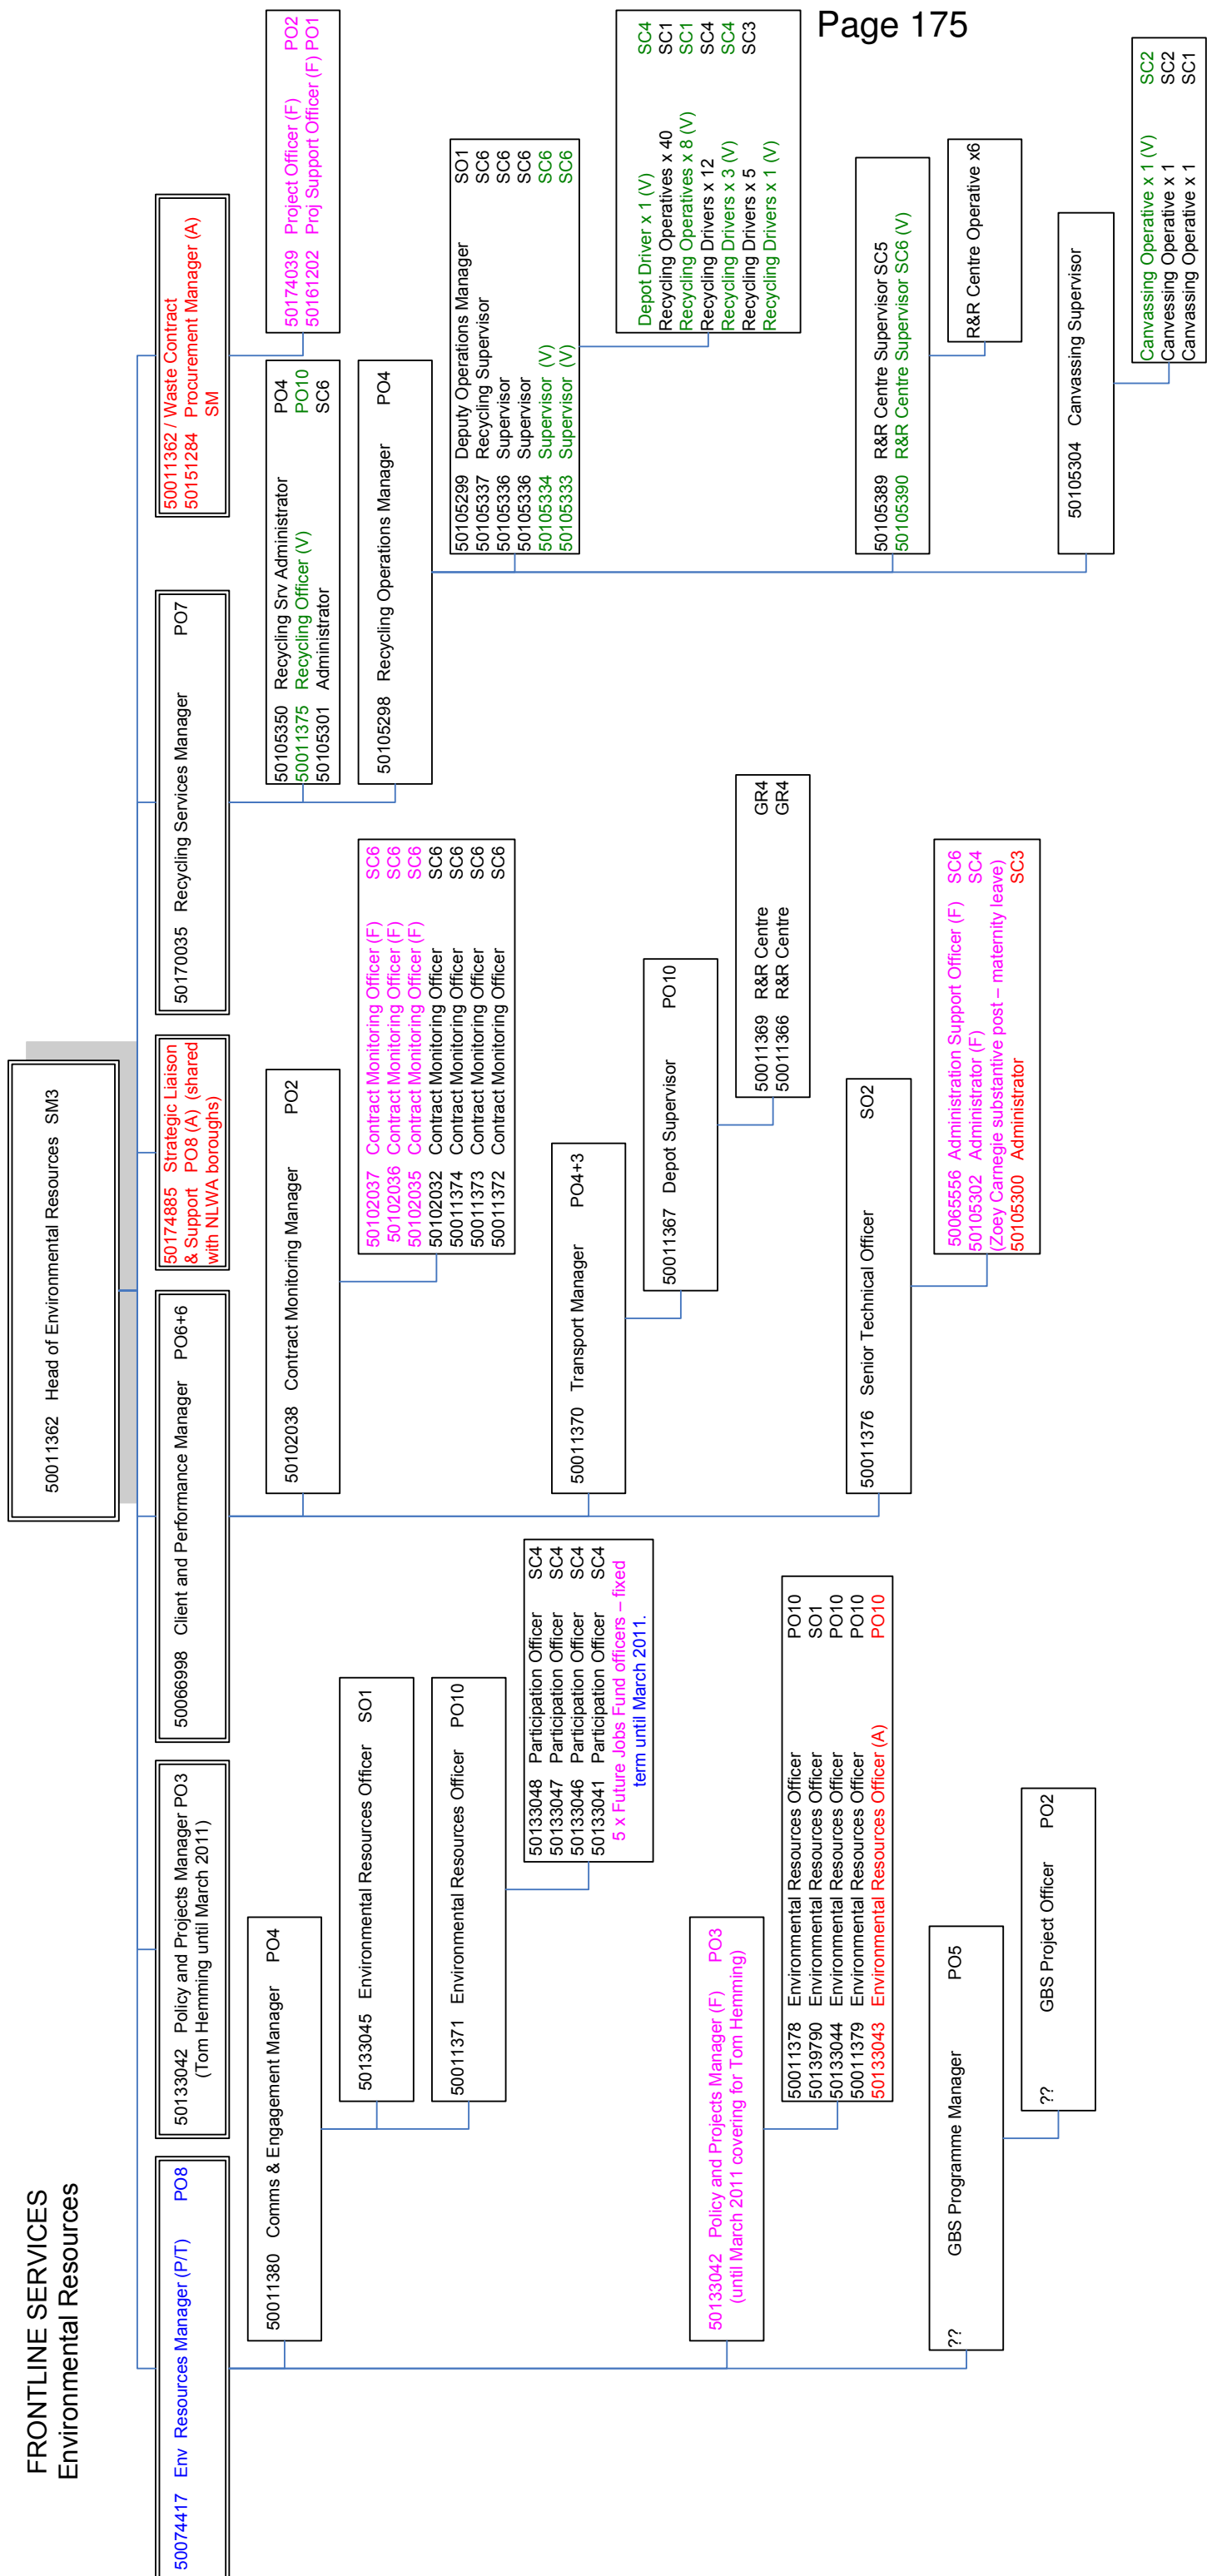 Page 175
FRONTLINE SERVICES
Environmental Resources
50011362 Head of Environmental Resources SM3
50074417 Env Resources Manager (P/T) PO8
50133042 Policy and Projects Manager PO3
(Tom Hemming until March 2011)
50066998 Client and Performance Manager PO6+6
50174885 Strategic Liaison
& Support PO8 (A) (shared
with NLWA boroughs)
50170035 Recycling Services Manager PO7
50011362 / Waste Contract
50151284 Procurement Manager (A)
SM
50011380 Comms & Engagement Manager PO4
50133045 Environmental Resources Officer SO1
50011371 Environmental Resources Officer PO10
50133048 Participation Officer SC4
50133047 Participation Officer SC4
50133046 Participation Officer SC4
50133041 Participation Officer SC4
5 x Future Jobs Fund officers – fixed
term until March 2011.
50133042 Policy and Projects Manager (F) PO3
(until March 2011 covering for Tom Hemming)
50011378 Environmental Resources Officer PO10
50139790 Environmental Resources Officer SO1
50133044 Environmental Resources Officer PO10
50011379 Environmental Resources Officer PO10
50133043 Environmental Resources Officer (A) PO10
?? GBS Programme Manager PO5
?? GBS Project Officer PO2
50102038 Contract Monitoring Manager PO2
50102037 Contract Monitoring Officer (F) SC6
50102036 Contract Monitoring Officer (F) SC6
50102035 Contract Monitoring Officer (F) SC6
50102032 Contract Monitoring Officer SC6
50011374 Contract Monitoring Officer SC6
50011373 Contract Monitoring Officer SC6
50011372 Contract Monitoring Officer SC6
50011370 Transport Manager PO4+3
50011367 Depot Supervisor PO10
50011369 R&R Centre GR4
50011366 R&R Centre GR4
50011376 Senior Technical Officer SO2
50065556 Administration Support Officer (F) SC6
50105302 Administrator (F) SC4
(Zoey Carnegie substantive post – maternity leave)
50105300 Administrator SC3
50105350 Recycling Srv Administrator PO4
50011375 Recycling Officer (V) PO10
50105301 Administrator SC6
50105298 Recycling Operations Manager PO4
50105299 Deputy Operations Manager SO1
50105337 Recycling Supervisor SC6
50105336 Supervisor SC6
50105336 Supervisor SC6
50105334 Supervisor (V) SC6
50105333 Supervisor (V) SC6
Depot Driver x 1 (V) SC4
Recycling Operatives x 40 SC1
Recycling Operatives x 8 (V) SC1
Recycling Drivers x 12 SC4
Recycling Drivers x 3 (V) SC4
Recycling Drivers x 5 SC3
Recycling Drivers x 1 (V)
50105389 R&R Centre Supervisor SC5
50105390 R&R Centre Supervisor SC6 (V)
R&R Centre Operative x6
50105304 Canvassing Supervisor
Canvassing Operative x 1 (V) SC2
Canvessing Operative x 1 SC2
Canvassing Operative x 1 SC1
50174039 Project Officer (F) PO2
50161202 Proj Support Officer (F) PO1